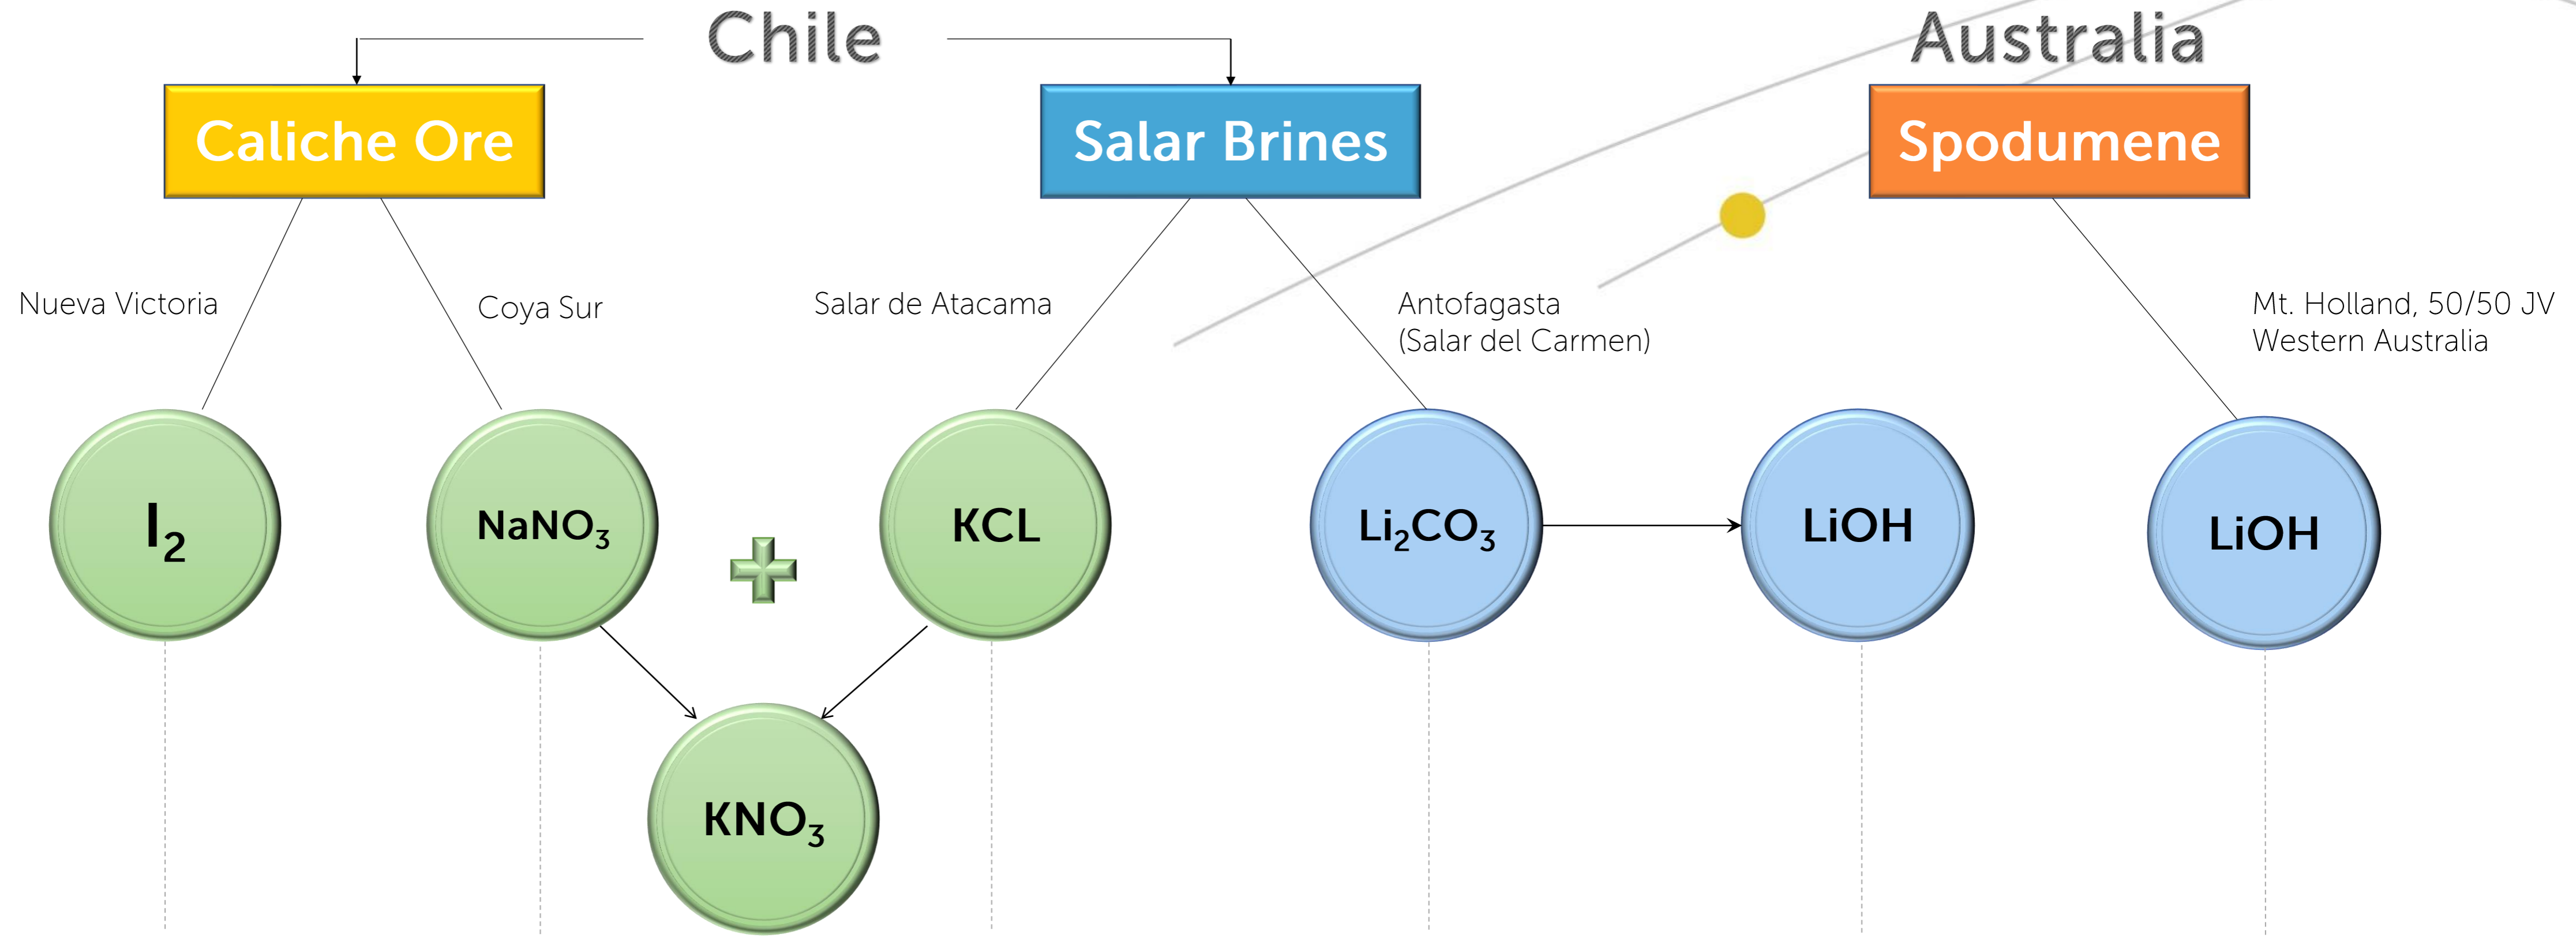 Chile
Australia
Caliche Ore
Salar Brines
Spodumene
Nueva Victoria
Coya Sur
Salar de Atacama
Antofagasta
(Salar del Carmen)
Mt. Holland, 50/50 JV
Western Australia
I₂
NaNO₃
KCL
Li₂CO₃
LiOH
LiOH
KNO₃